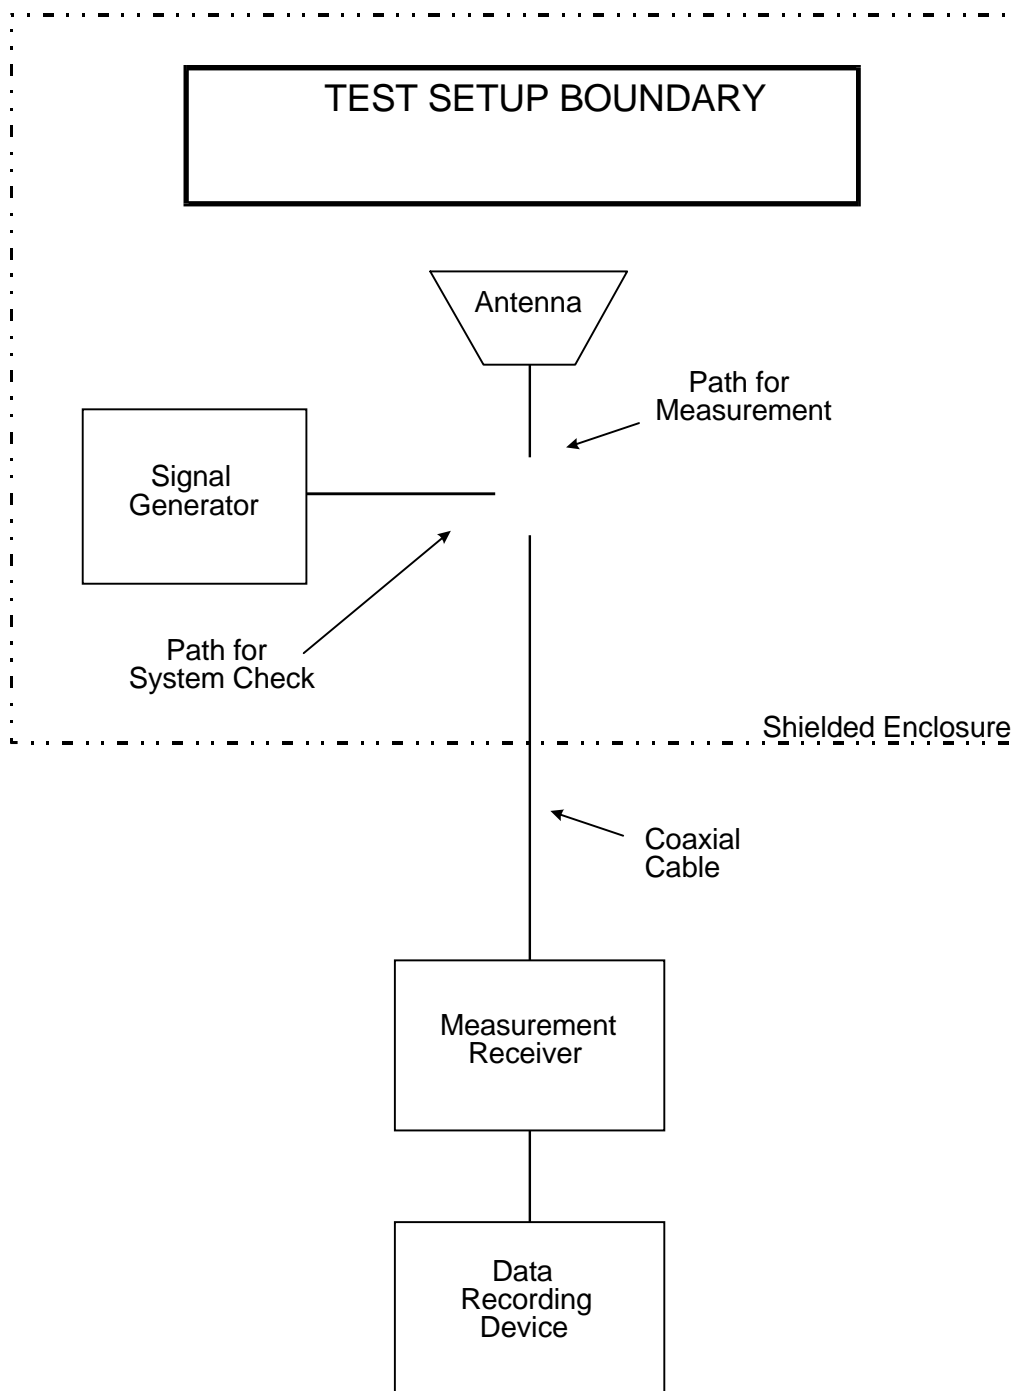 TEST SETUP BOUNDARY
Antenna
Path for
Measurement
Signal
Generator
Path for
System Check
Shielded Enclosure
Coaxial
Cable
Measurement
Receiver
Data
Recording
Device